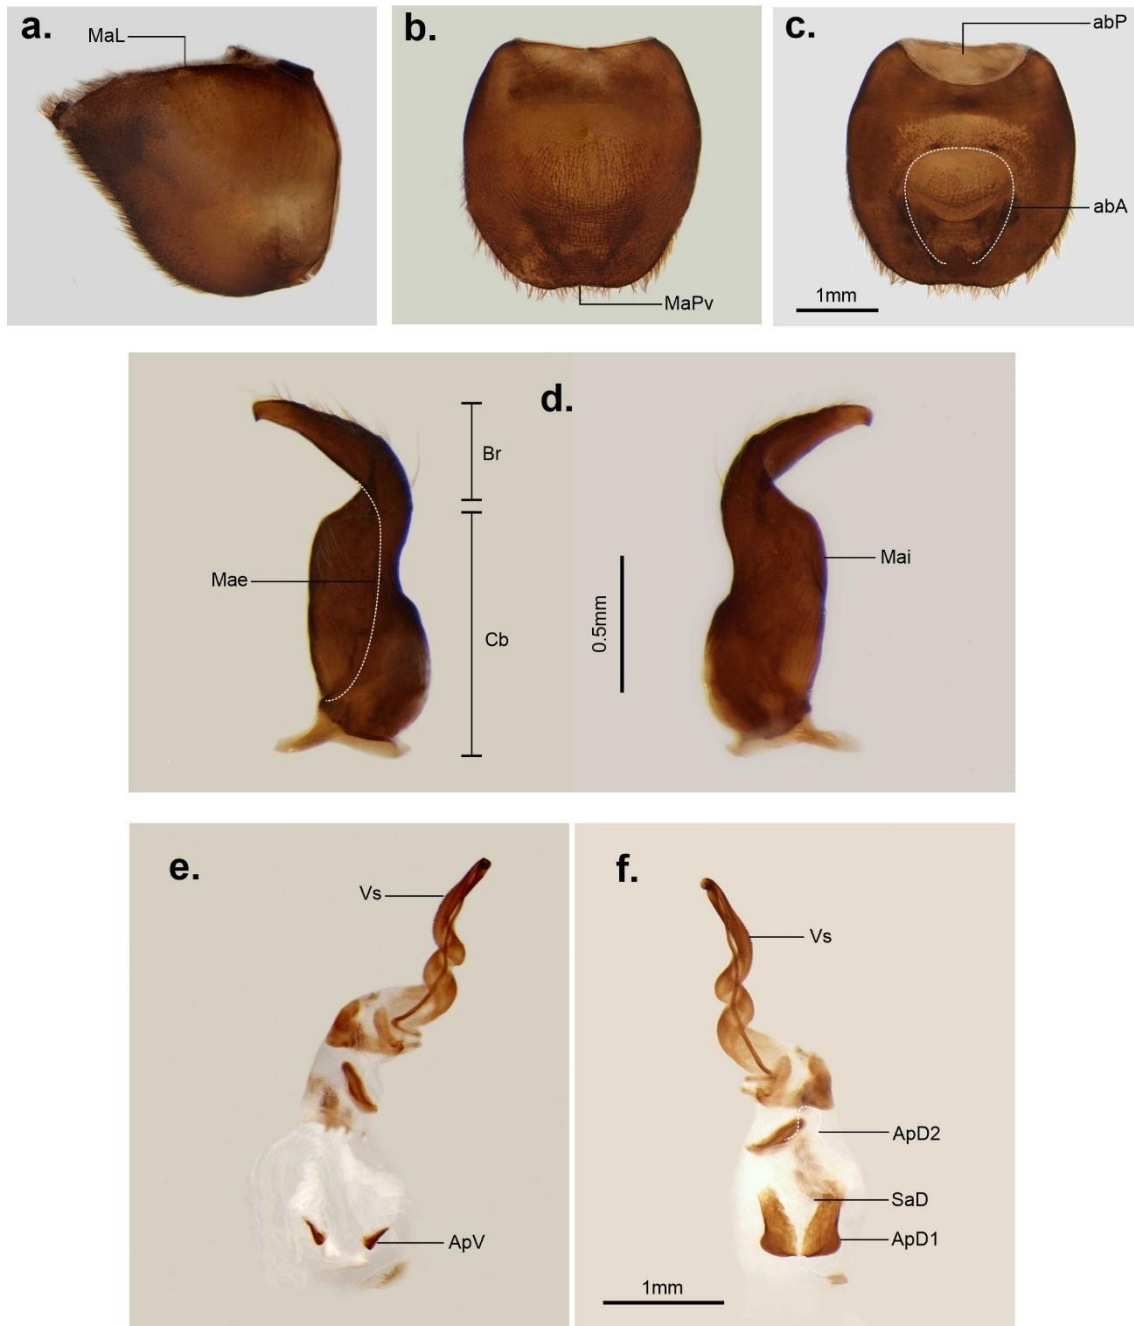 a.
MaL
b.
MaPv
c.
abP
abA
1mm
d.
Br
Mae
Cb
0.5mm
Mai
e.
Vs
ApV
f.
Vs
ApD2
SaD
ApD1
1mm